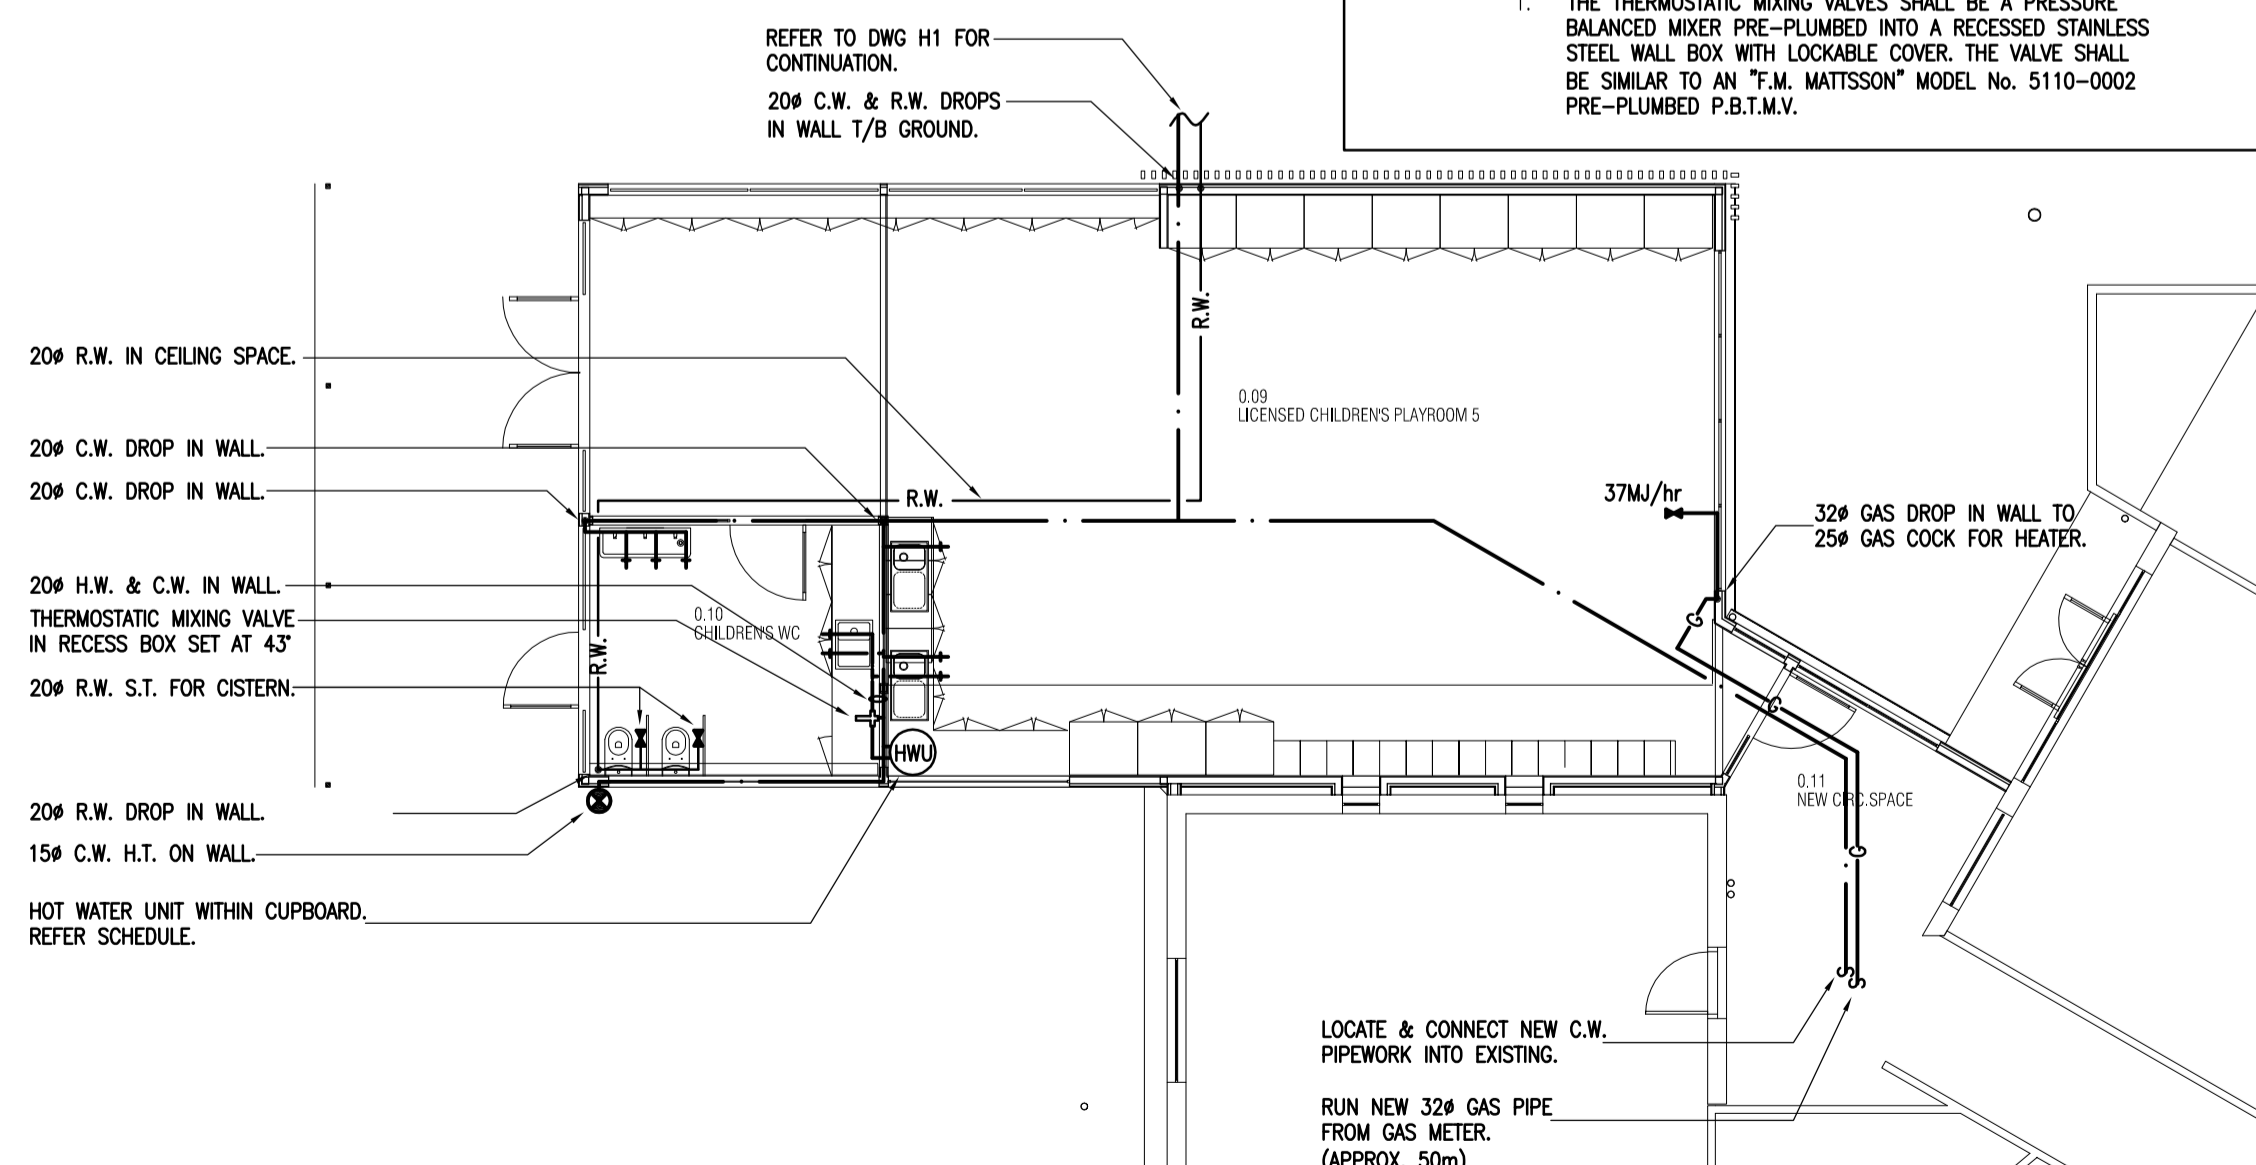 1. THE THERMOSTATIC MIXING VALVES SHALL BE A PRESSURE
BALANCED MIXER PRE-PLUMBED INTO A RECESSED STAINLESS
STEEL WALL BOX WITH LOCKABLE COVER. THE VALVE SHALL
BE SIMILAR TO AN "F.M. MATTSSON" MODEL No. 5110-0002
PRE-PLUMBED P.B.T.M.V.
REFER TO DWG H1 FOR
CONTINUATION.
20ø C.W. & R.W. DROPS
IN WALL T/B GROUND.
R.W.
20ø R.W. IN CEILING SPACE.
0.09
LICENSED CHILDREN'S PLAYROOM 5
20ø C.W. DROP IN WALL.
20ø C.W. DROP IN WALL.
R.W.
37MJ/hr
32ø GAS DROP IN WALL TO
25ø GAS COCK FOR HEATER.
20ø H.W. & C.W. IN WALL.
THERMOSTATIC MIXING VALVE
IN RECESS BOX SET AT 43°
0.10
CHILDREN'S WC
R.W.
G
20ø R.W. S.T. FOR CISTERN.
G
HWU
0.11
NEW CIRC.SPACE
20ø R.W. DROP IN WALL.
15ø C.W. H.T. ON WALL.
G
HOT WATER UNIT WITHIN CUPBOARD.
REFER SCHEDULE.
S
S
LOCATE & CONNECT NEW C.W.
PIPEWORK INTO EXISTING.
RUN NEW 32ø GAS PIPE
FROM GAS METER.
(APPROX. 50m)